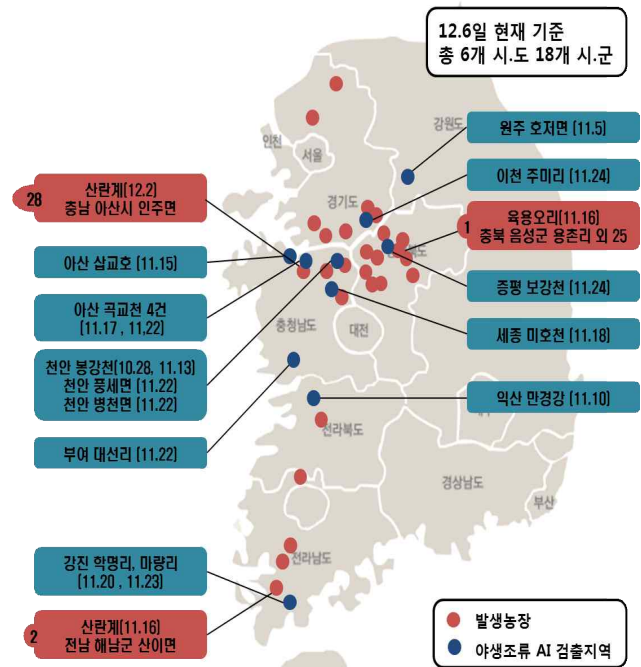 12.6일 현재 기준
총 6개 시.도 18개 시.군
강원도
인천
서울
경기도
원주 호저면 (11.5)
이천 주미리 (11.24)
28
산란계(12.2)
충남 아산시 인주면
1
육용오리(11.16)
충북 음성군 용촌리 외 25
북도
아산 삽교호 (11.15)
증평 보강천 (11.24)
아산 곡교천 4건
(11.17 , 11,22)
충청남도
대전
세종 미호천 (11.18)
천안 봉강천(10.28, 11.13)
천안 풍세면 (11.22)
천안 병천면 (11.22)
익산 만경강 (11.10)
부여 대선리 (11.22)
전라북도
경상남도
부산
강진 학명리, 마량리
(11.20 , 11.23)
전라남도
2
산란계(11.16)
전남 해남군 산이면
발생농장
야생조류 AI 검출지역